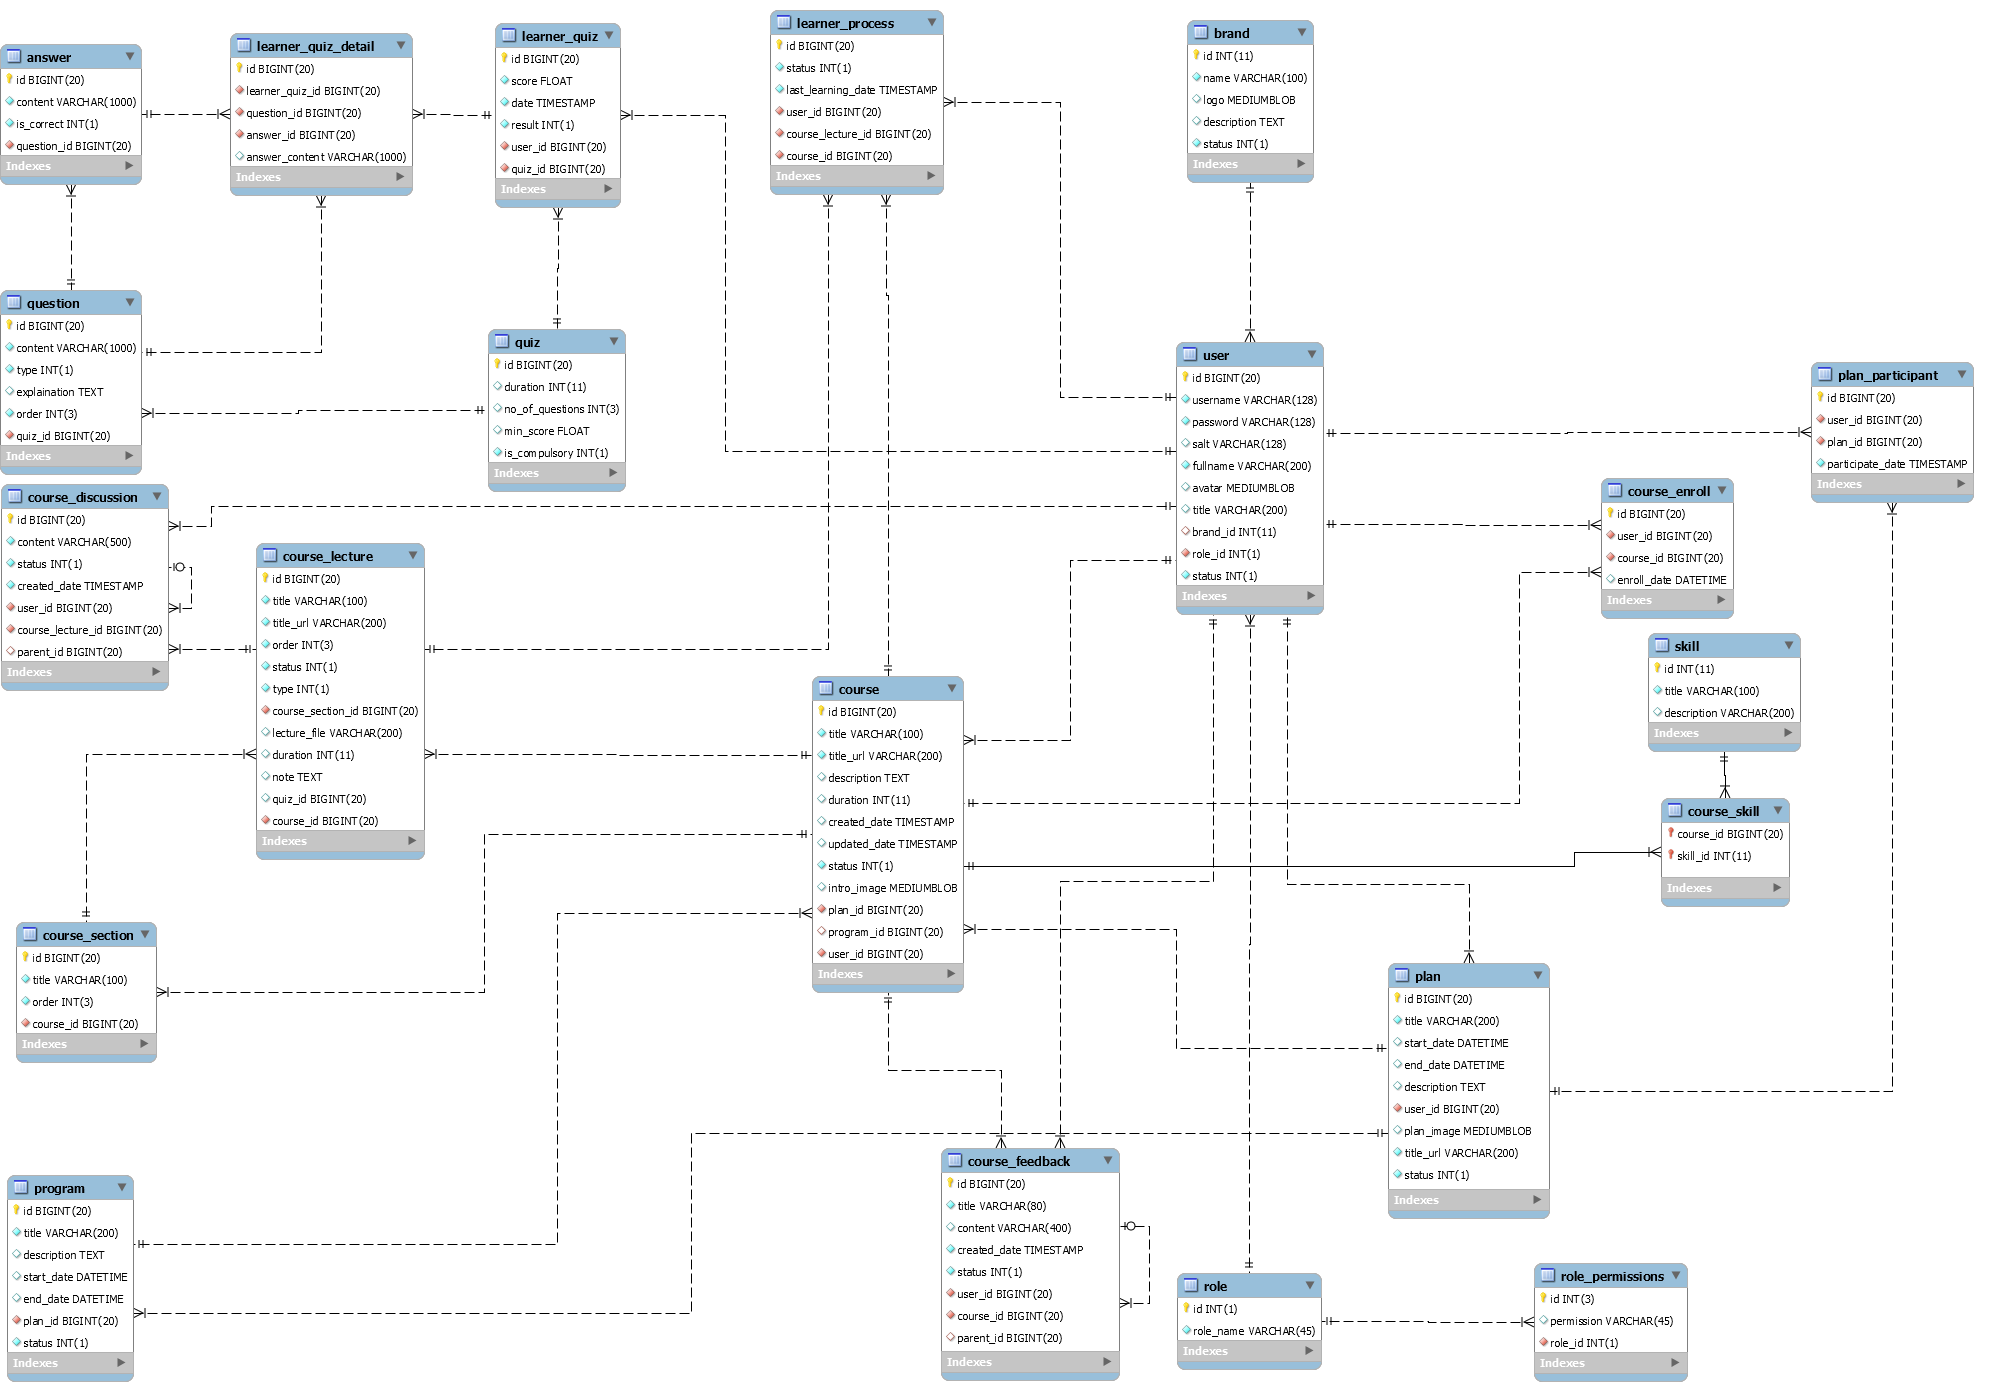 answer
id BIGINT(20)
content VARCHAR(1000)
is_correct INT(1)
question_id BIGINT(20)
Indexes
learner_quiz_detail
id BIGINT(20)
learner_quiz_id BIGINT(20)
question_id BIGINT(20)
answer_id BIGINT(20)
answer_content VARCHAR(1000)
Indexes
learner_quiz
id BIGINT(20)
score FLOAT
date TIMESTAMP
result INT(1)
user_id BIGINT(20)
quiz_id BIGINT(20)
Indexes
learner_process
id BIGINT(20)
status INT(1)
last_learning_date TIMESTAMP
user_id BIGINT(20)
course_lecture_id BIGINT(20)
course_id BIGINT(20)
Indexes
brand
id INT(11)
name VARCHAR(100)
logo MEDIUMBLOB
description TEXT
status INT(1)
Indexes
question
id BIGINT(20)
content VARCHAR(1000)
type INT(1)
explaination TEXT
order INT(3)
quiz_id BIGINT(20)
Indexes
quiz
id BIGINT(20)
duration INT(11)
no_of_questions INT(3)
min_score FLOAT
is_compulsory INT(1)
Indexes
user
id BIGINT(20)
username VARCHAR(128)
password VARCHAR(128)
salt VARCHAR(128)
fullname VARCHAR(200)
avatar MEDIUMBLOB
title VARCHAR(200)
brand_id INT(11)
role_id INT(1)
status INT(1)
Indexes
plan_participant
id BIGINT(20)
user_id BIGINT(20)
plan_id BIGINT(20)
participate_date TIMESTAMP
Indexes
course_discussion
id BIGINT(20)
content VARCHAR(500)
status INT(1)
created_date TIMESTAMP
user_id BIGINT(20)
course_lecture_id BIGINT(20)
parent_id BIGINT(20)
Indexes
course_lecture
id BIGINT(20)
title VARCHAR(100)
title_url VARCHAR(200)
order INT(3)
status INT(1)
type INT(1)
course_section_id BIGINT(20)
lecture_file VARCHAR(200)
duration INT(11)
note TEXT
quiz_id BIGINT(20)
course_id BIGINT(20)
Indexes
course_enroll
id BIGINT(20)
user_id BIGINT(20)
course_id BIGINT(20)
enroll_date DATETIME
Indexes
skill
id INT(11)
title VARCHAR(100)
description VARCHAR(200)
Indexes
course
id BIGINT(20)
title VARCHAR(100)
title_url VARCHAR(200)
description TEXT
duration INT(11)
created_date TIMESTAMP
updated_date TIMESTAMP
status INT(1)
intro_image MEDIUMBLOB
plan_id BIGINT(20)
program_id BIGINT(20)
user_id BIGINT(20)
Indexes
course_skill
course_id BIGINT(20)
skill_id INT(11)
Indexes
course_section
id BIGINT(20)
title VARCHAR(100)
order INT(3)
course_id BIGINT(20)
Indexes
plan
id BIGINT(20)
title VARCHAR(200)
start_date DATETIME
end_date DATETIME
description TEXT
user_id BIGINT(20)
plan_image MEDIUMBLOB
title_url VARCHAR(200)
status INT(1)
Indexes
program
id BIGINT(20)
title VARCHAR(200)
description TEXT
start_date DATETIME
end_date DATETIME
plan_id BIGINT(20)
status INT(1)
Indexes
course_feedback
id BIGINT(20)
title VARCHAR(80)
content VARCHAR(400)
created_date TIMESTAMP
status INT(1)
user_id BIGINT(20)
course_id BIGINT(20)
parent_id BIGINT(20)
Indexes
role
id INT(1)
role_name VARCHAR(45)
Indexes
role_permissions
id INT(3)
permission VARCHAR(45)
role_id INT(1)
Indexes